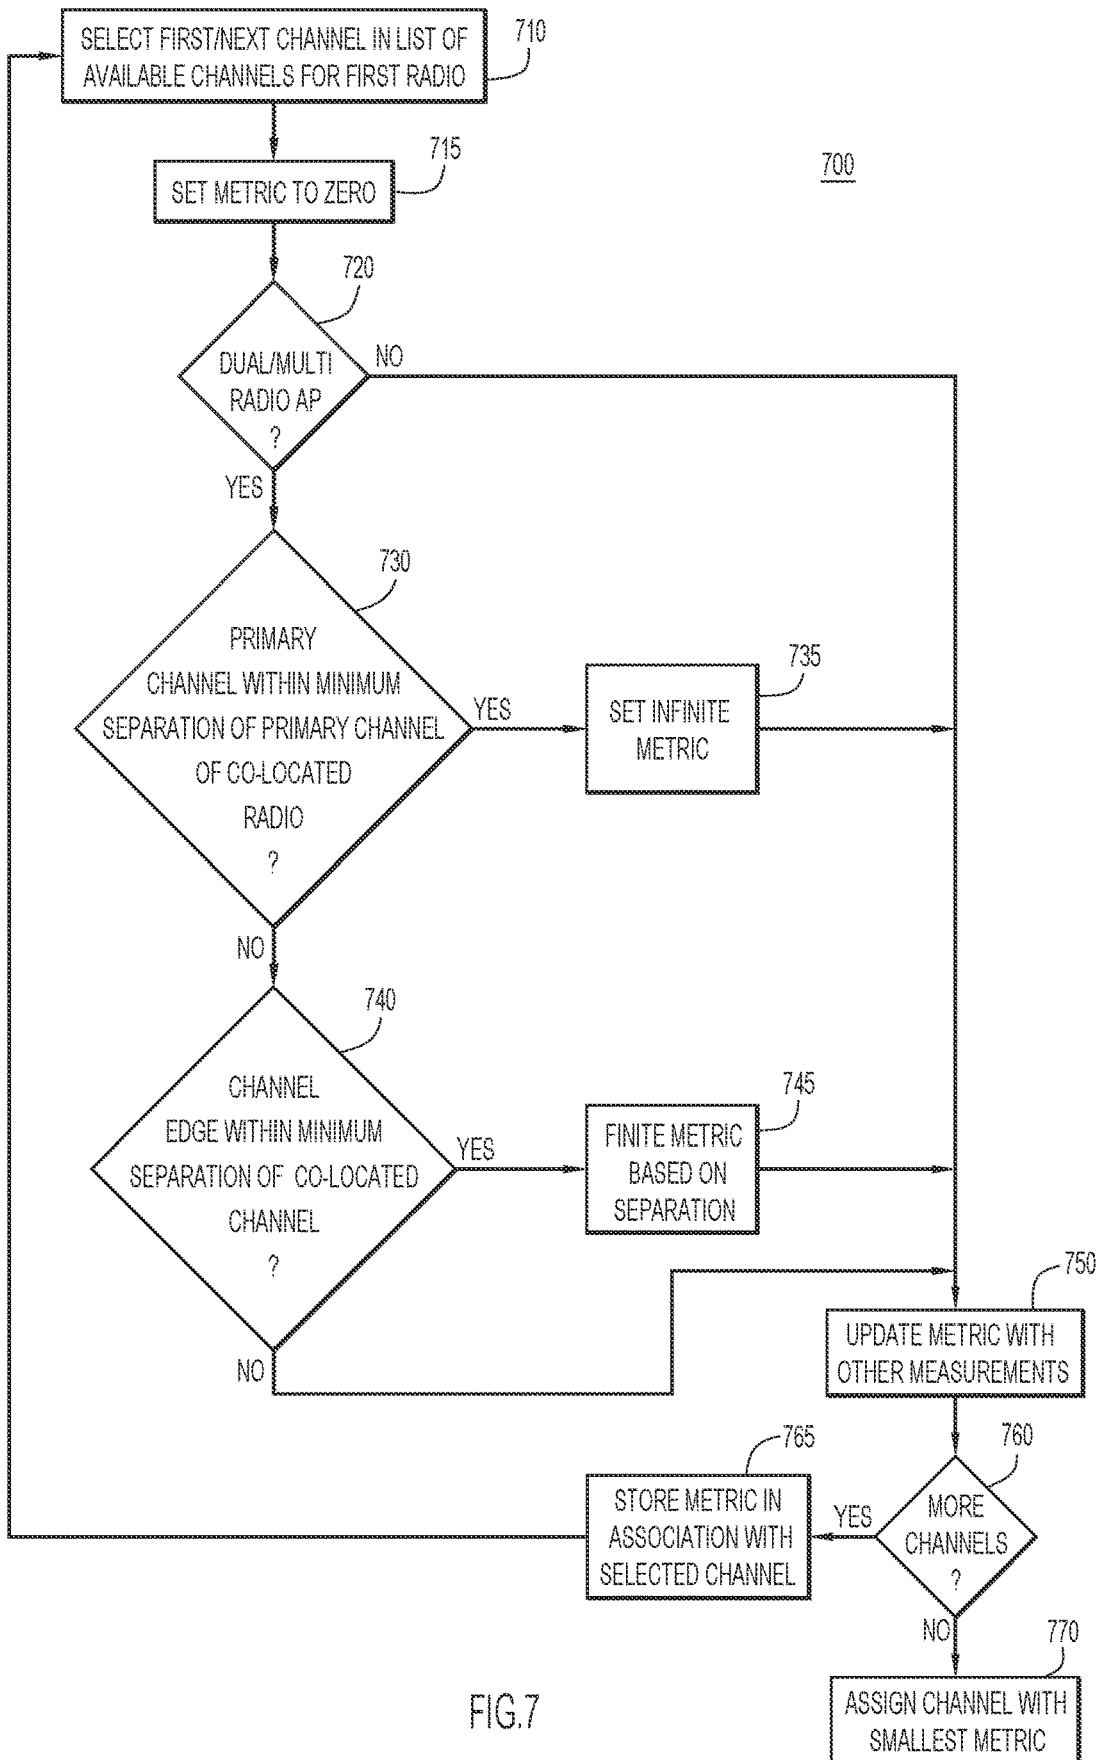 SELECT FIRST/NEXT CHANNEL IN LIST OF
AVAILABLE CHANNELS FOR FIRST RADIO
710
SET METRIC TO ZERO
715
700
720
DUAL/MULTI
RADIO AP
?
NO
YES
730
PRIMARY
CHANNEL WITHIN MINIMUM
SEPARATION OF PRIMARY CHANNEL
OF CO-LOCATED
RADIO
?
YES
735
SET INFINITE
METRIC
NO
740
CHANNEL
EDGE WITHIN MINIMUM
SEPARATION OF CO-LOCATED
CHANNEL
?
YES
745
FINITE METRIC
BASED ON
SEPARATION
NO
750
UPDATE METRIC WITH
OTHER MEASUREMENTS
760
MORE
CHANNELS
?
YES
765
STORE METRIC IN
ASSOCIATION WITH
SELECTED CHANNEL
NO
770
ASSIGN CHANNEL WITH
SMALLEST METRIC
FIG.7